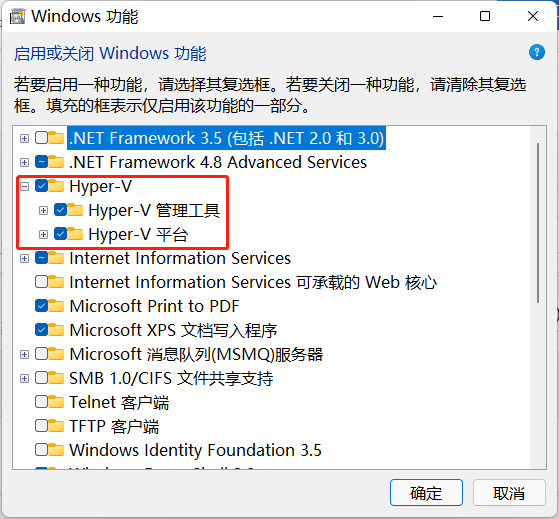 Windows 功能
启用或关闭 Windows 功能
若要启用一种功能，请选择其复选框。若要关闭一种功能，请清除其复选
框。填充的框表示仅启用该功能的一部分。
.NET Framework 3.5 (包括 .NET 2.0 和 3.0)
.NET Framework 4.8 Advanced Services
Hyper-V
Hyper-V 管理工具
Hyper-V 平台
Internet Information Services
Internet Information Services 可承载的 Web 核心
Microsoft Print to PDF
Microsoft XPS 文档写入程序
Microsoft 消息队列(MSMQ)服务器
SMB 1.0/CIFS 文件共享支持
Telnet 客户端
TFTP 客户端
Windows Identity Foundation 3.5
确定
取消